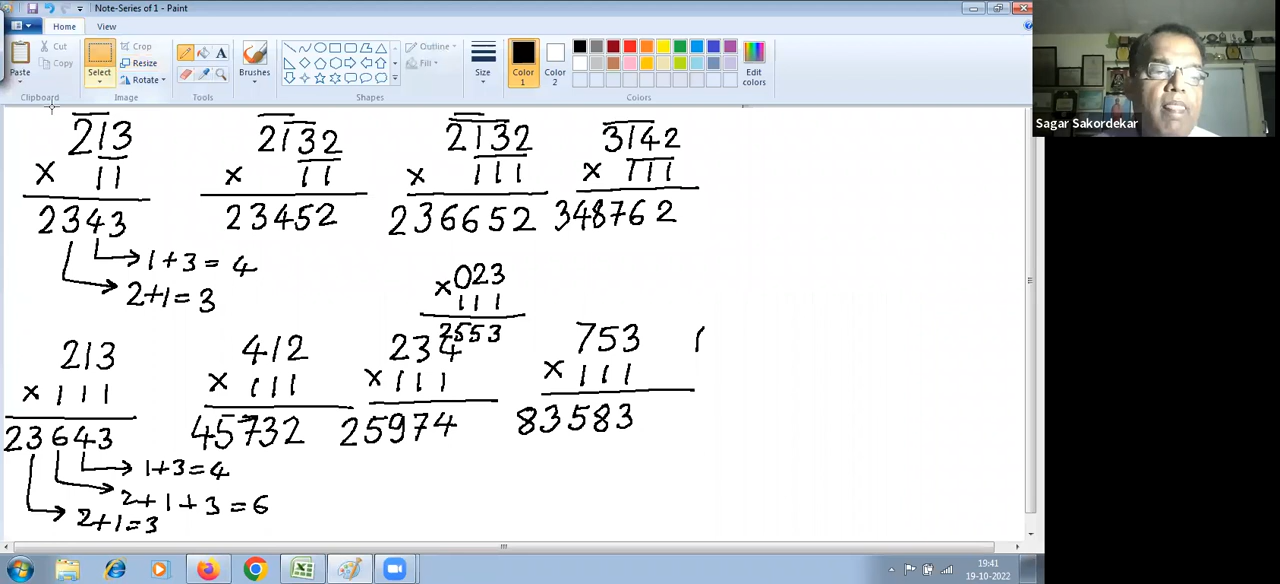 Note-Series of 1 - Paint
Home View
Paste Cut Copy
Select Crop Resize Rotate
Brushes
Outline Fill
Size
Color 1
Color 2
Edit colors
Clipboard Image Tools Shapes Colors
Sagar Sakordekar
213 2132 2132 3142
× 11 × 11 × 111 × 111
2343 23452 236652 348762
1+3=4
2+1=3
023
×111
2553
213 412 234 753 1
×111 ×111 ×111 ×111
23643 45732 25974 83583
1+3=4
2+1+3=6
2+1=3
19:41
19-10-2022